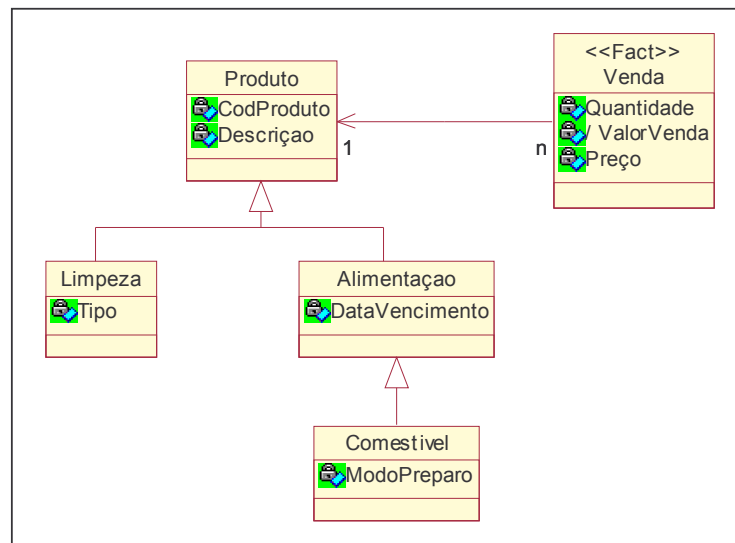 Produto
CodProduto
Descriçao
<<Fact>>
Venda
Quantidade
/ ValorVenda
Preço
1
n
Limpeza
Tipo
Alimentaçao
DataVencimento
Comestivel
ModoPreparo